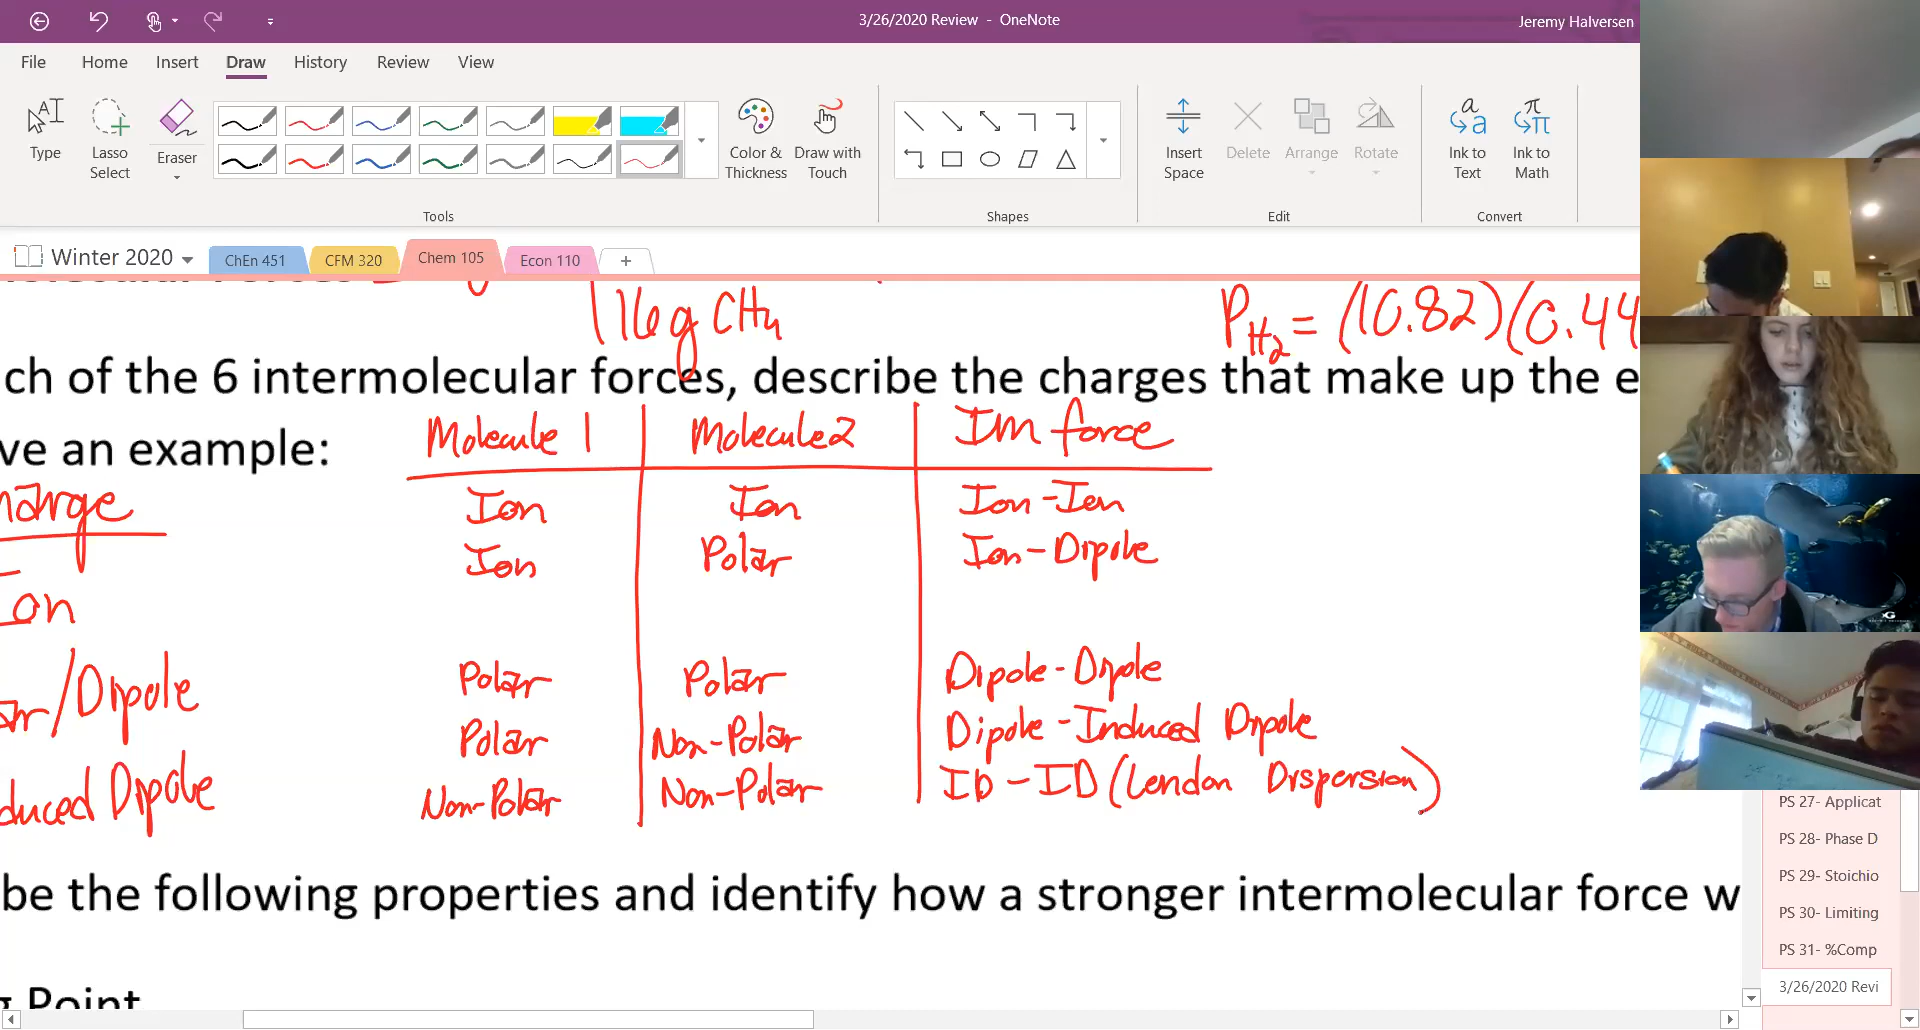 3/26/2020 Review - OneNote
Jeremy Halversen
File Home Insert Draw History Review View
Type
Lasso Select
Eraser
Color & Thickness
Draw with Touch
Insert Space
Delete
Arrange
Rotate
Ink to Text
Ink to Math
Tools
Shapes
Edit
Convert
Winter 2020 ChEn 451 CFM 320 Chem 105 Econ 110 +
16g CH4
P H2 = (10.82)(0.44
ch of the 6 intermolecular forces, describe the charges that make up the e
ve an example:
Molecule 1 Molecule 2 IM force
harge
Ion Ion Ion-Ion
Ion Polar Ion-Dipole
Ion
Polar Polar Dipole-Dipole
ar/Dipole
Polar Non-Polar Dipole-Induced Dipole
duced Dipole
Non-Polar Non-Polar ID-ID (London Dispersion)
be the following properties and identify how a stronger intermolecular force w
g Point
PS 27- Applicat
PS 28- Phase D
PS 29- Stoichio
PS 30- Limiting
PS 31- %Comp
3/26/2020 Revi